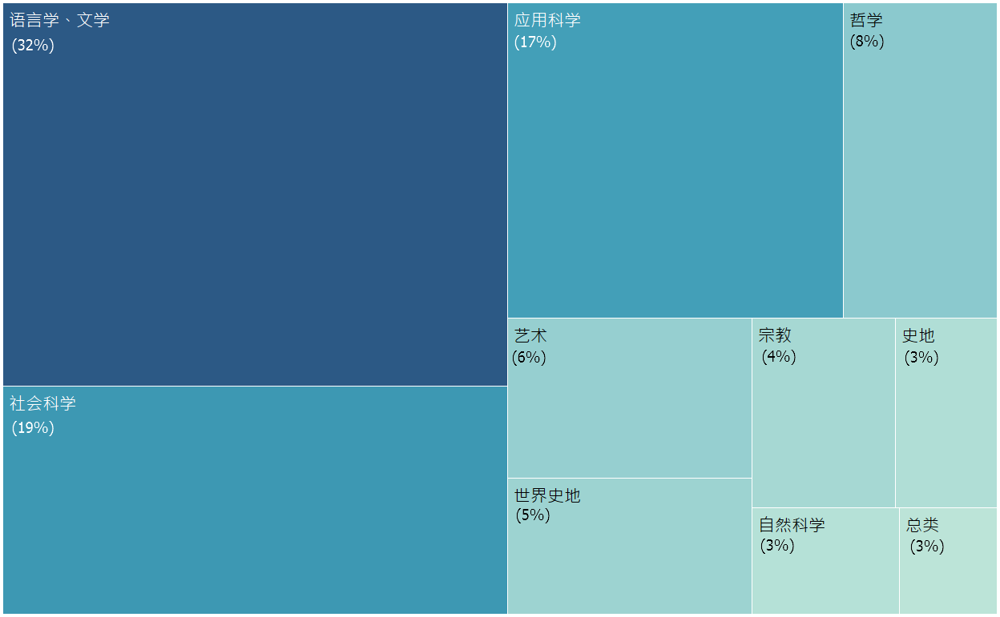 语言学、文学
(32%)
社会科学
(19%)
应用科学
(17%)
哲学
(8%)
艺术
(6%)
世界史地
(5%)
宗教
(4%)
史地
(3%)
自然科学
(3%)
总类
(3%)